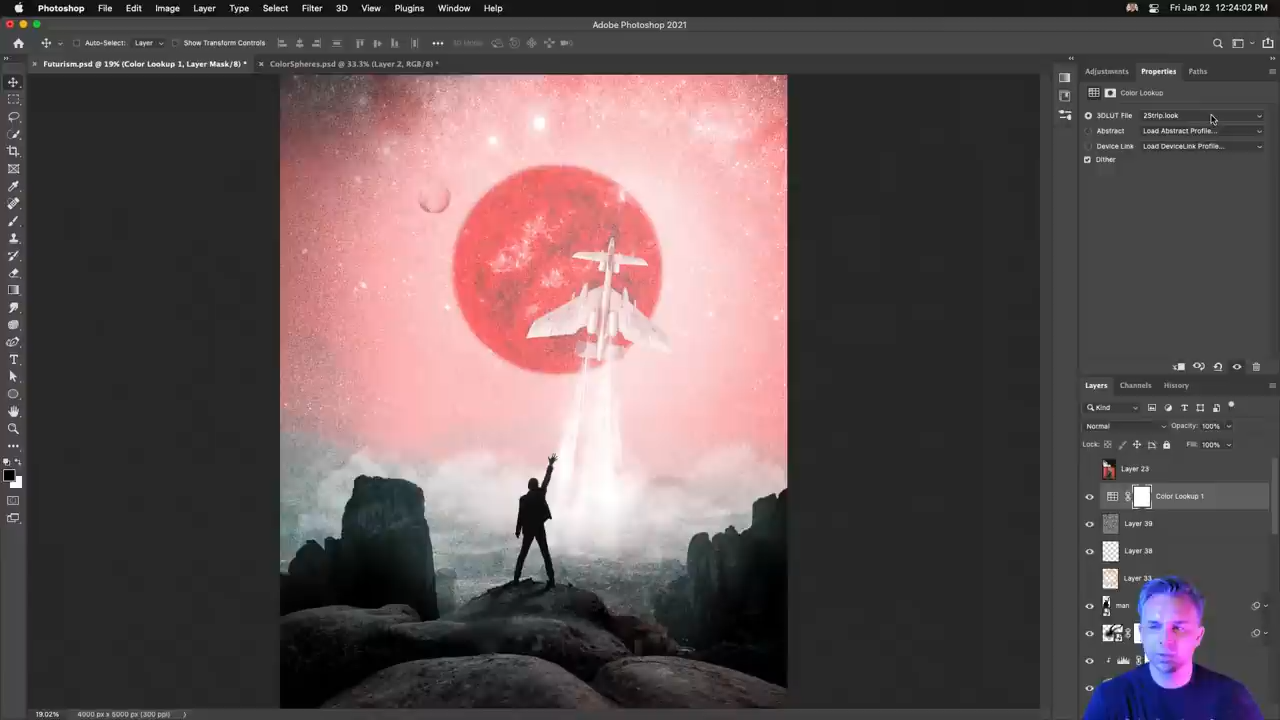 Photoshop File Edit Image Layer Type Select Filter 3D View Plugins Window Help Fri Jan 22 12:24:02 PM
Adobe Photoshop 2021
Auto-Select: Layer Show Transform Controls 3D Mode:
Futurism.psd @ 19% (Color Lookup 1, Layer Mask/8) * ColorSpheres.psd @ 33.3% (Layer 2, RGB/8) *
Adjustments Properties Paths
Color Lookup
3DLUT File 2Strip.look
Abstract Load Abstract Profile...
Device Link Load DeviceLink Profile...
Dither
Layers Channels History
Kind
Normal Opacity: 100%
Lock: Fill: 100%
Layer 23
Color Lookup 1
Layer 39
Layer 38
Layer 33
man
19.02% 4000 px x 5000 px (300 ppi)